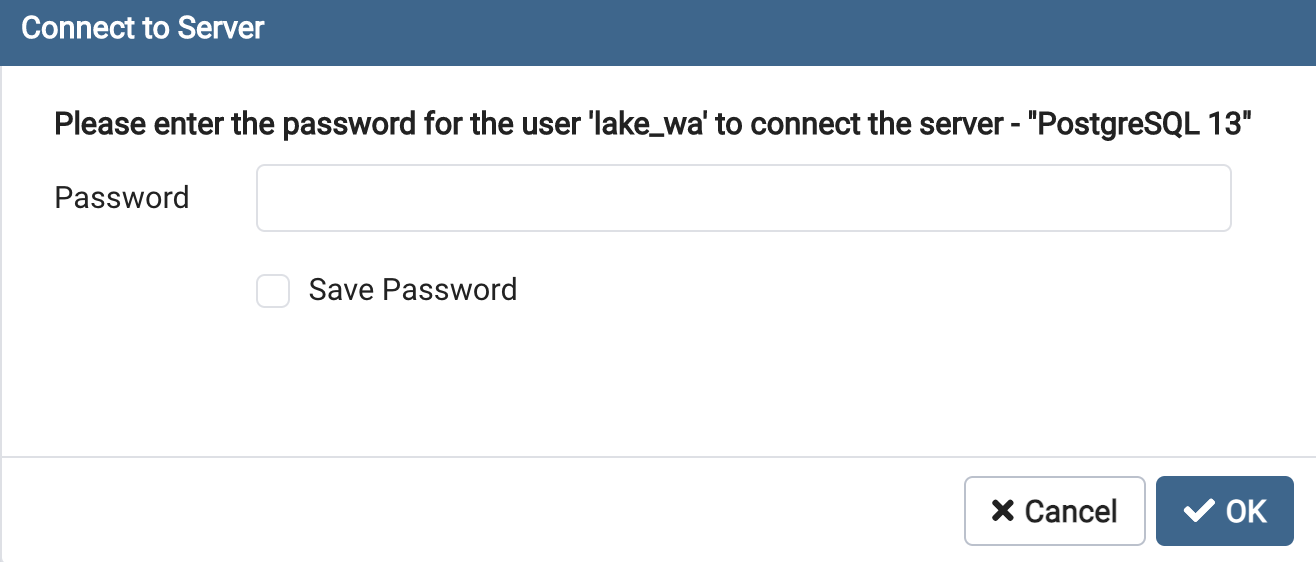 Connect to Server
Please enter the password for the user 'lake_wa' to connect the server - "PostgreSQL 13"
Password
Save Password
Cancel
OK